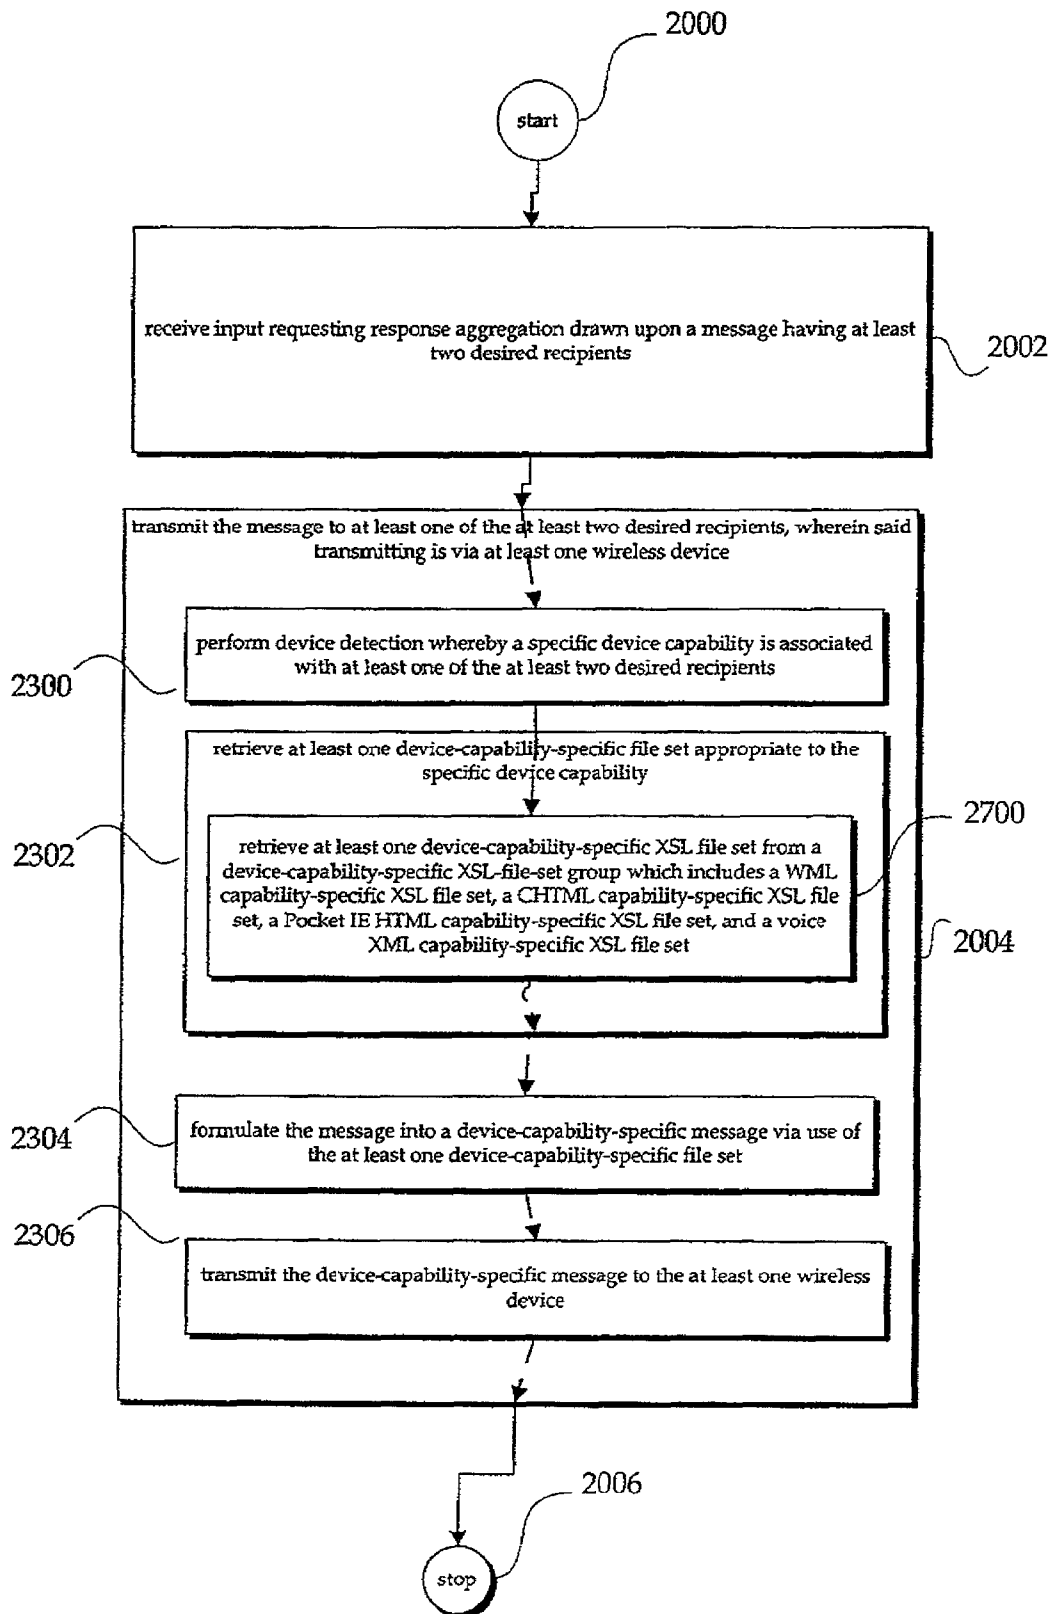 2000
start
receive input requesting response aggregation drawn upon a message having at least
two desired recipients
2002
transmit the message to at least one of the at least two desired recipients, wherein said
transmitting is via at least one wireless device
perform device detection whereby a specific device capability is associated
with at least one of the at least two desired recipients
2300
retrieve at least one device-capability-specific file set appropriate to the
specific device capability
2700
retrieve at least one device-capability-specific XSL file set from a
device-capability-specific XSL-file-set group which includes a WML
capability-specific XSL file set, a CHTML capability-specific XSL file
set, a Pocket IE HTML capability-specific XSL file set, and a voice
XML capability-specific XSL file set
2302
2004
formulate the message into a device-capability-specific message via use of
the at least one device-capability-specific file set
2304
2306
transmit the device-capability-specific message to the at least one wireless
device
2006
stop